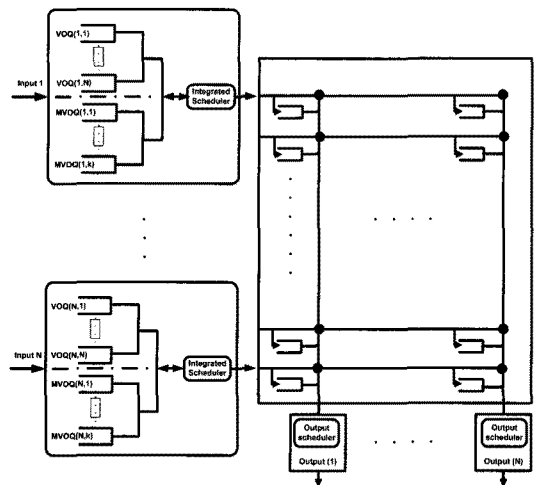 VOQ(1,1)
Input 1
VOQ(1,N)
MVOQ(1,1)
MVOQ(1,k)
Integrated
Scheduler
VOQ(N,1)
Input N
VOQ(N,N)
MVOQ(N,1)
MVOQ(N,k)
Integrated
Scheduler
Output
scheduler
Output (1)
Output
scheduler
Output (N)